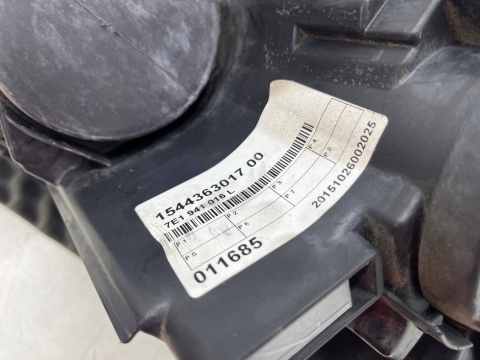 1544363017 00
7E1 941 016 L
P1 P2 P3 P4
P5 P6 P7 P8
011685
20151026002025